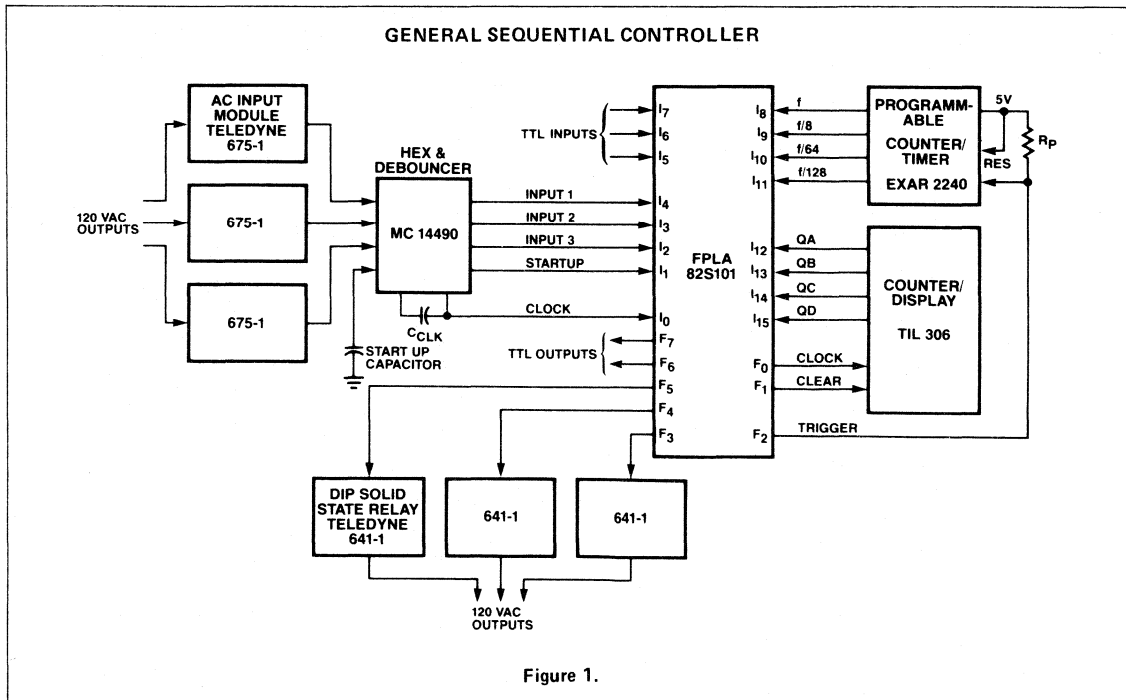 GENERAL SEQUENTIAL CONTROLLER
AC INPUT
MODULE
TELEDYNE
675-1
675-1
675-1
120 VAC
OUTPUTS
HEX &
DEBOUNCER
MC 14490
CCLK
START UP
CAPACITOR
TTL INPUTS
INPUT 1
INPUT 2
INPUT 3
STARTUP
CLOCK
TTL OUTPUTS
I7
I6
I5
I4
I3
I2
I1
I0
F7
F6
F5
F4
F3
FPLA
82S101
I8
I9
I10
I11
I12
I13
I14
I15
F0
F1
F2
f
f/8
f/64
f/128
QA
QB
QC
QD
CLOCK
CLEAR
TRIGGER
PROGRAMM-
ABLE
COUNTER/
TIMER
EXAR 2240
5V
RES
RP
COUNTER/
DISPLAY
TIL 306
DIP SOLID
STATE RELAY
TELEDYNE
641-1
641-1
641-1
120 VAC
OUTPUTS
Figure 1.